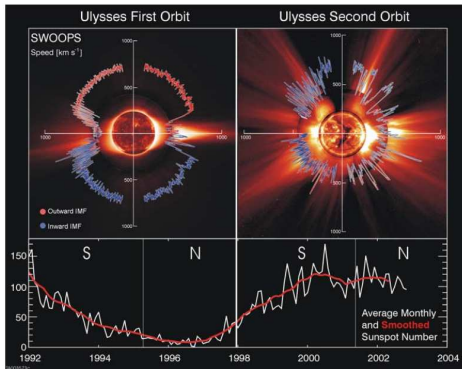 Ulysses First Orbit
Ulysses Second Orbit
SWOOPS
Speed [km s⁻¹]
1000
500
1000
1000
500
1000
Outward IMF
Inward IMF
1000
500
1000
1000
500
1000
S
N
S
N
150
100
50
0
Average Monthly
and Smoothed
Sunspot Number
1992
1994
1996
1998
2000
2002
2004